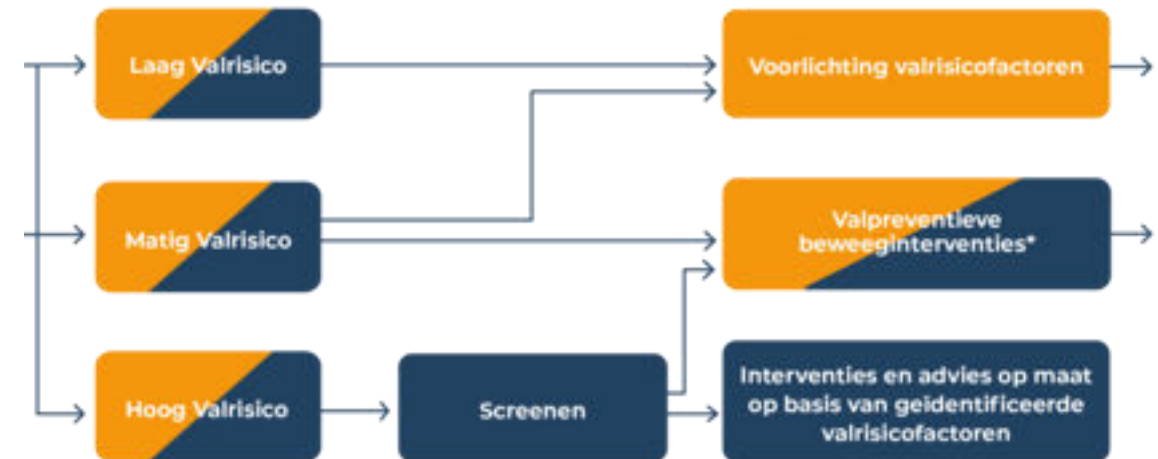 Laag Valrisico
Voorlichting valrisicofactoren
Matig Valrisico
Valpreventieve
beweeginterventies*
Hoog Valrisico
Screenen
Interventies en advies op maat
op basis van geïdentificeerde
valrisicofactoren